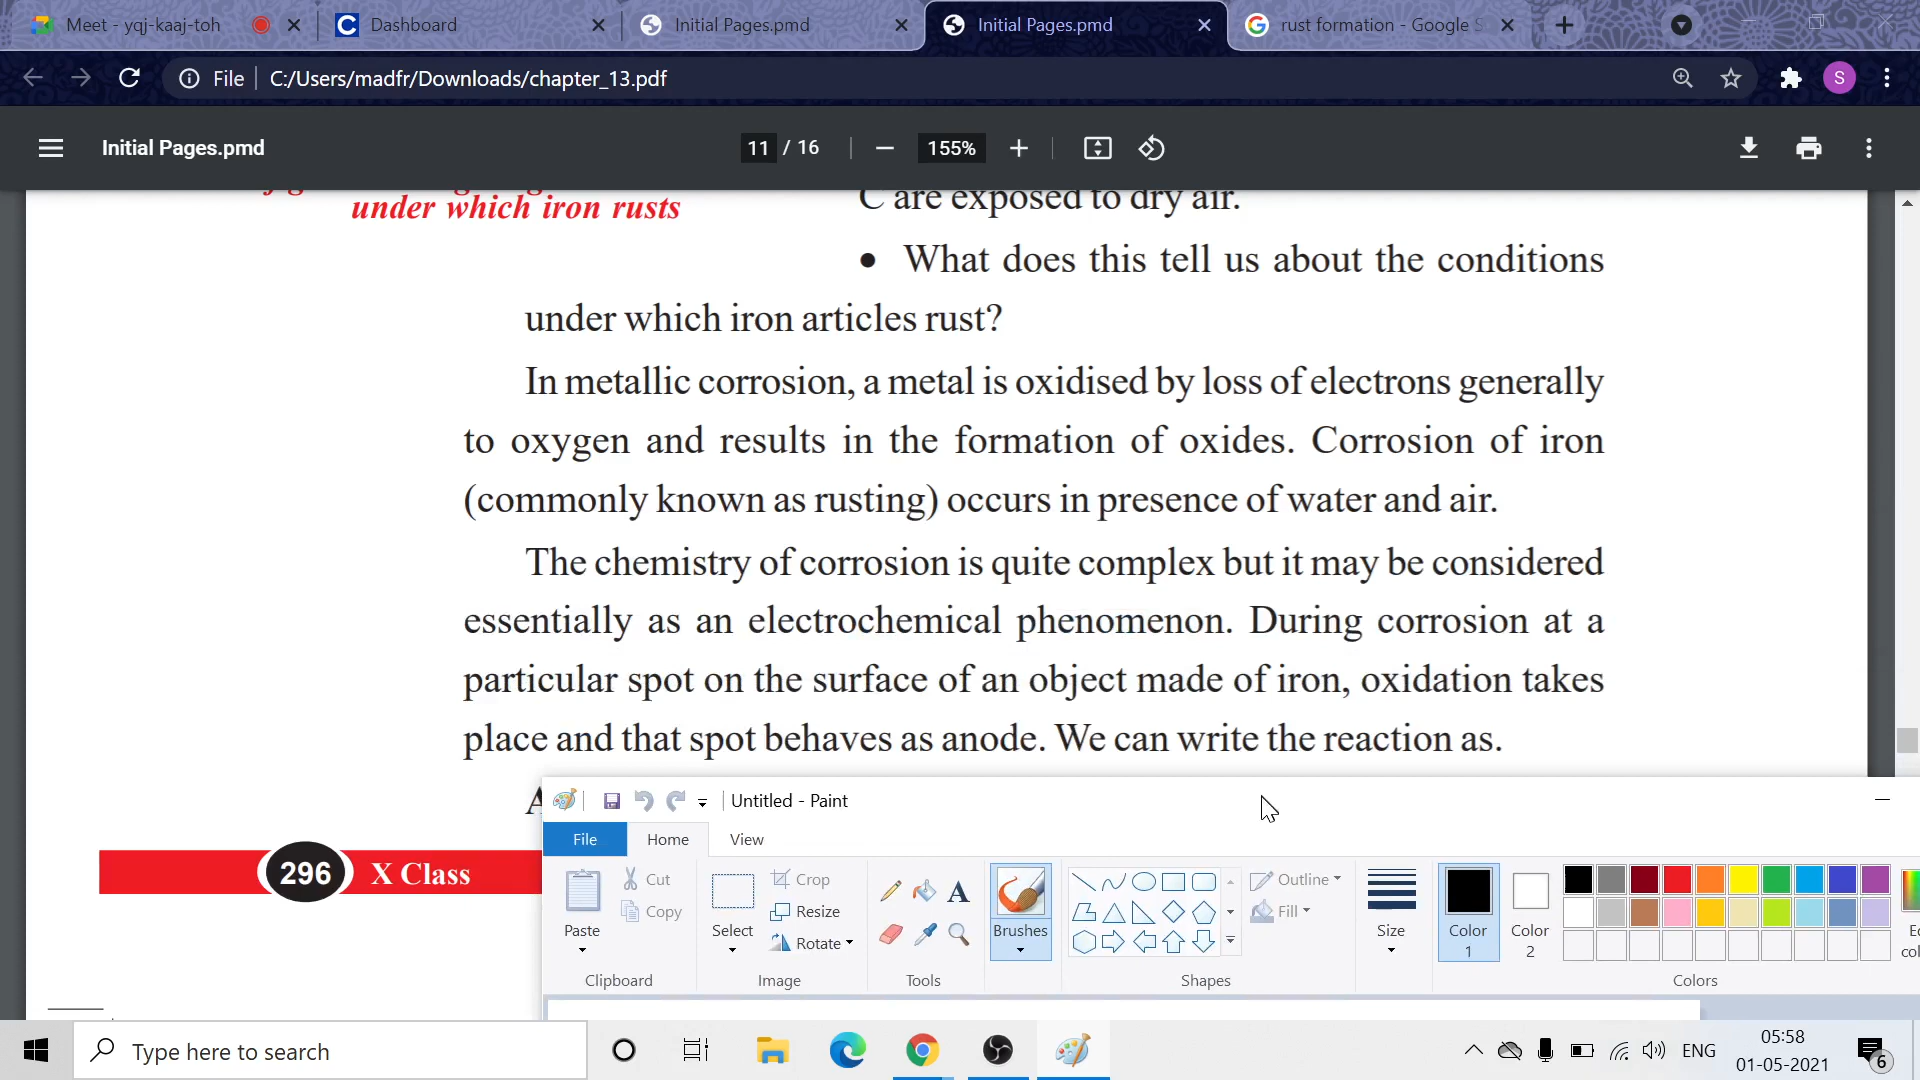 Meet - yqj-kaaj-toh
Dashboard
Initial Pages.pmd
Initial Pages.pmd
rust formation - Google S
File
C:/Users/madfr/Downloads/chapter_13.pdf
S
Initial Pages.pmd
11 / 16
155%
under which iron rusts
C are exposed to dry air.
• What does this tell us about the conditions
under which iron articles rust?
In metallic corrosion, a metal is oxidised by loss of electrons generally
to oxygen and results in the formation of oxides. Corrosion of iron
(commonly known as rusting) occurs in presence of water and air.
The chemistry of corrosion is quite complex but it may be considered
essentially as an electrochemical phenomenon. During corrosion at a
particular spot on the surface of an object made of iron, oxidation takes
place and that spot behaves as anode. We can write the reaction as.
296 X Class
Untitled - Paint
File Home View
Paste
Cut
Copy
Clipboard
Select
Crop
Resize
Rotate
Image
A
Tools
Brushes
Outline
Fill
Shapes
Size
Color
1
Color
2
Colors
Type here to search
ENG
05:58
01-05-2021
6